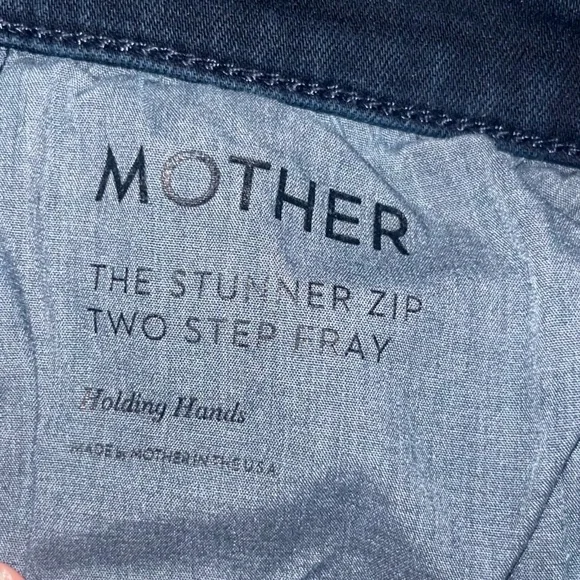 MOTHER
THE STUNNER ZIP
TWO STEP FRAY
Holding Hands
MADE by MOTHER IN THE U.S.A.